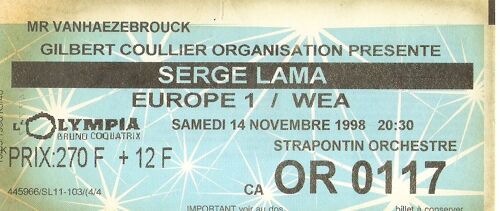 MR VANHAEZEBROUCK
GILBERT COULLIER ORGANISATION PRESENTE
SERGE LAMA
EUROPE 1 / WEA
L'OLYMPIA
BRUNO COQUATRIX
SAMEDI 14 NOVEMBRE 1998 20:30
PRIX:270 F + 12 F
STRAPONTIN ORCHESTRE
CA OR 0117
445966/SL11-103/(4/4
IMPORTANT voir au dos
billet à conserver